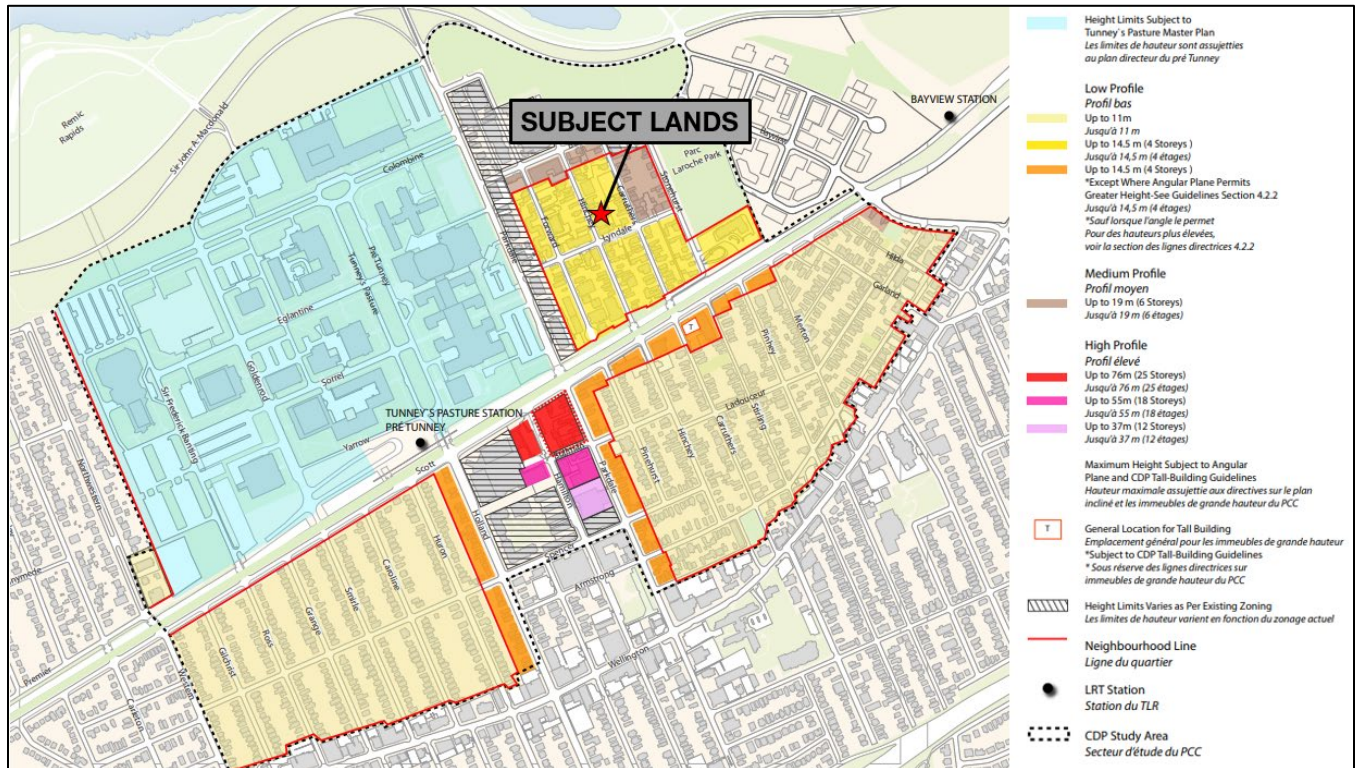 SUBJECT LANDS
BAYVIEW STATION
Remic
Rapids
Sir John A Macdonald
Colombine
Parkdale
Bayview
Parc
Laroche Park
Stonehurst
Carruthers
Hinchey
Forward
Lyndale
Pré Tunney
Tunney's Pasture
Eglantine
Goldenrod
Sorrel
Sir Frederick Banting
Yarrow
TUNNEY'S PASTURE STATION
PRÉ TUNNEY
Scott
Northwestern
Hilda
Garland
Merton
Pinhey
Ladouceur
Stirling
Carruthers
Hinchey
Pinehurst
T
Parkdale
Hamilton
Holland
Spencer
Armstrong
Huron
Caroline
Smirle
Grange
Ross
Gilchrist
Western
Wellington
Premier
Carleton
Height Limits Subject to
Tunney's Pasture Master Plan
Les limites de hauteur sont assujetties
au plan directeur du pré Tunney
Low Profile
Profil bas
Up to 11m
Jusqu'à 11 m
Up to 14.5 m (4 Storeys )
Jusqu'à 14,5 m (4 étages)
Up to 14.5 m (4 Storeys )
*Except Where Angular Plane Permits
Greater Height-See Guidelines Section 4.2.2
Jusqu'à 14,5 m (4 étages)
*Sauf lorsque l'angle le permet
Pour des hauteurs plus élevées,
voir la section des lignes directrices 4.2.2
Medium Profile
Profil moyen
Up to 19 m (6 Storeys)
Jusqu'à 19 m (6 étages)
High Profile
Profil élevé
Up to 76m (25 Storeys)
Jusqu'à 76 m (25 étages)
Up to 55m (18 Storeys)
Jusqu'à 55 m (18 étages)
Up to 37m (12 Storeys)
Jusqu'à 37 m (12 étages)
Maximum Height Subject to Angular
Plane and CDP Tall-Building Guidelines
Hauteur maximale assujettie aux directives sur le plan
incliné et les immeubles de grande hauteur du PCC
T
General Location for Tall Building
Emplacement général pour les immeubles de grande hauteur
*Subject to CDP Tall-Building Guidelines
* Sous réserve des lignes directrices sur
immeubles de grande hauteur du PCC
Height Limits Varies as Per Existing Zoning
Les limites de hauteur varient en fonction du zonage actuel
Neighbourhood Line
Ligne du quartier
LRT Station
Station du TLR
CDP Study Area
Secteur d'étude du PCC